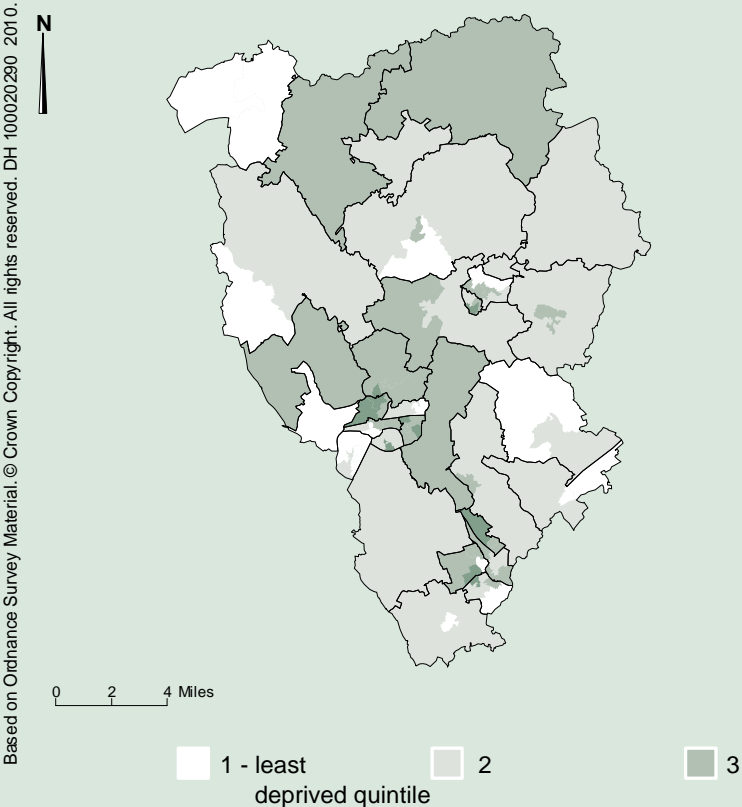 Based on Ordnance Survey Material. © Crown Copyright. All rights reserved. DH 100020290 2010.
N
0 2 4 Miles
1 - least
deprived quintile
2
3